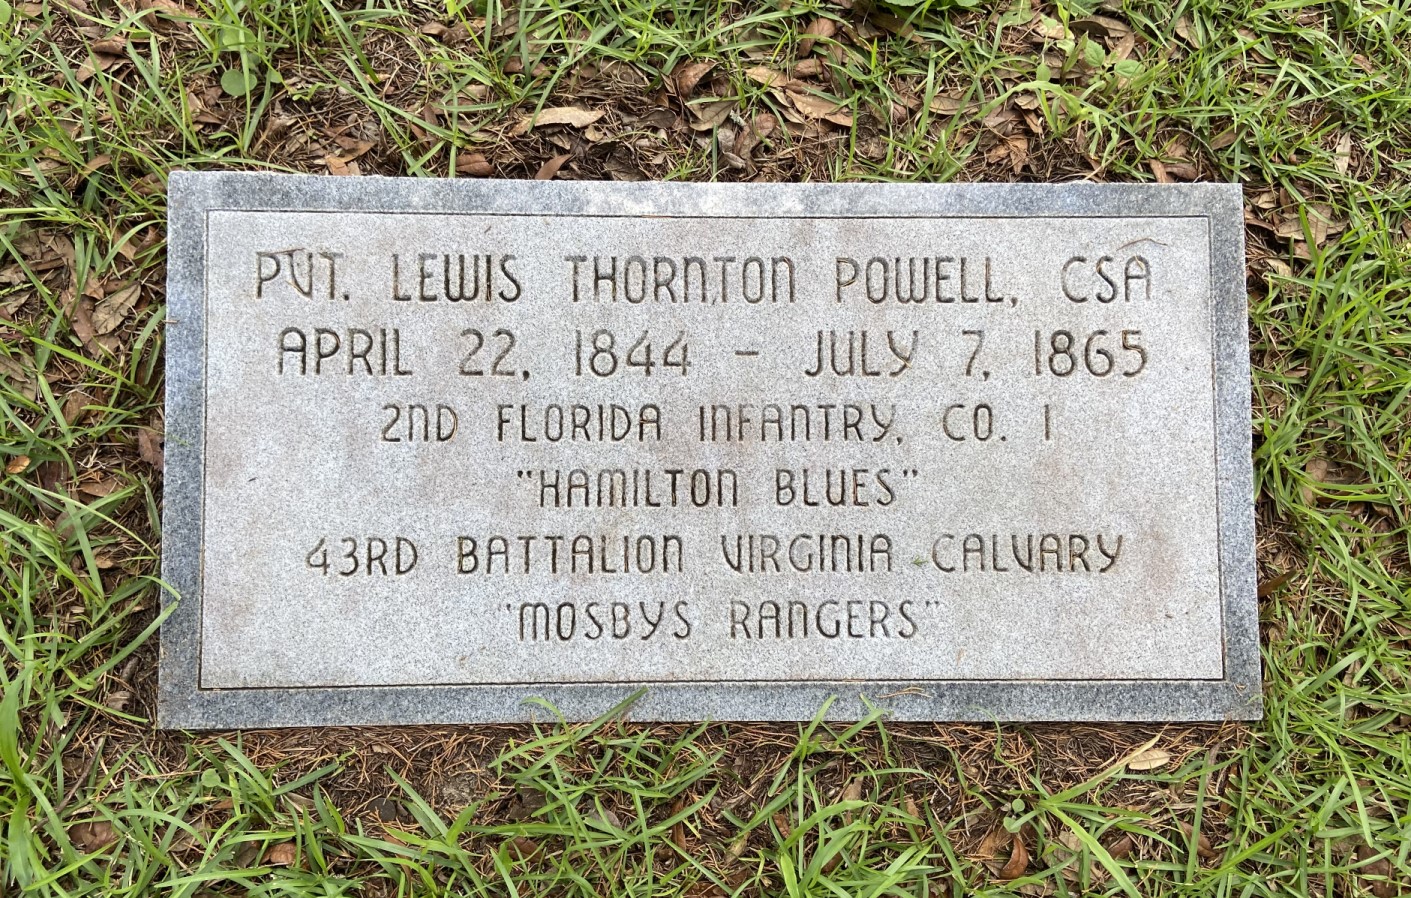 PVT. LEWIS THORNTON POWELL, CSA
APRIL 22, 1844 - JULY 7, 1865
2ND FLORIDA INFANTRY, CO. I
"HAMILTON BLUES"
43RD BATTALION VIRGINIA CALVARY
"MOSBYS RANGERS"